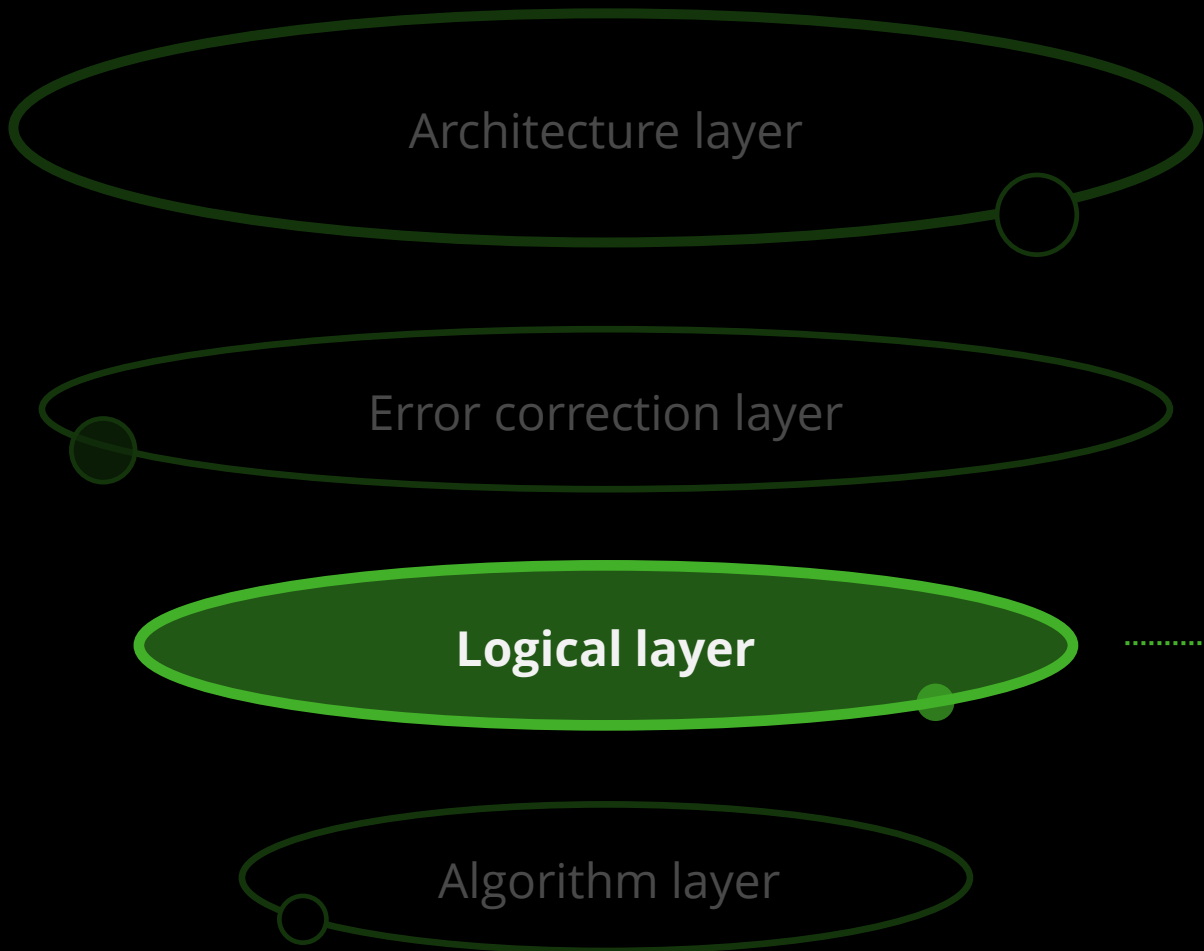 Architecture layer
Error correction layer
Logical layer
Algorithm layer